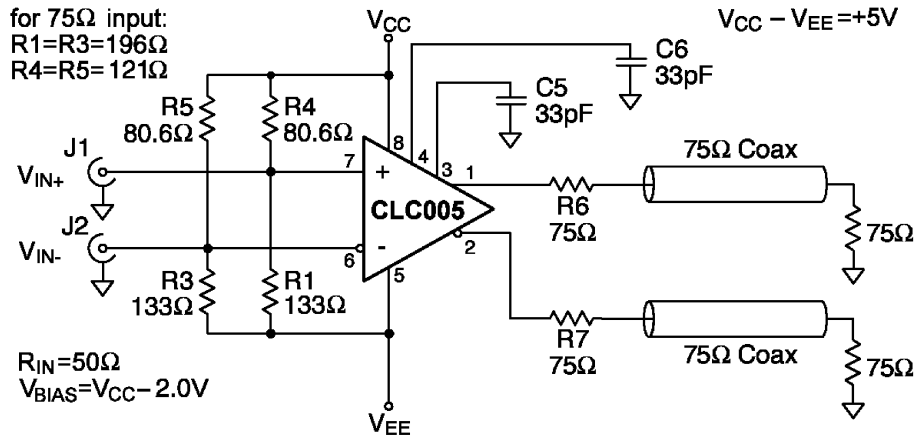 for 75Ω input:
R1=R3=196Ω
R4=R5=121Ω
VCC
VCC – VEE=+5V
C6
33pF
C5
33pF
R5
80.6Ω
R4
80.6Ω
J1
VIN+
7
+
8
4
3
1
CLC005
R6
75Ω
75Ω Coax
75Ω
J2
VIN-
6
-
5
2
R3
133Ω
R1
133Ω
R7
75Ω
75Ω Coax
75Ω
RIN=50Ω
VBIAS=VCC– 2.0V
VEE